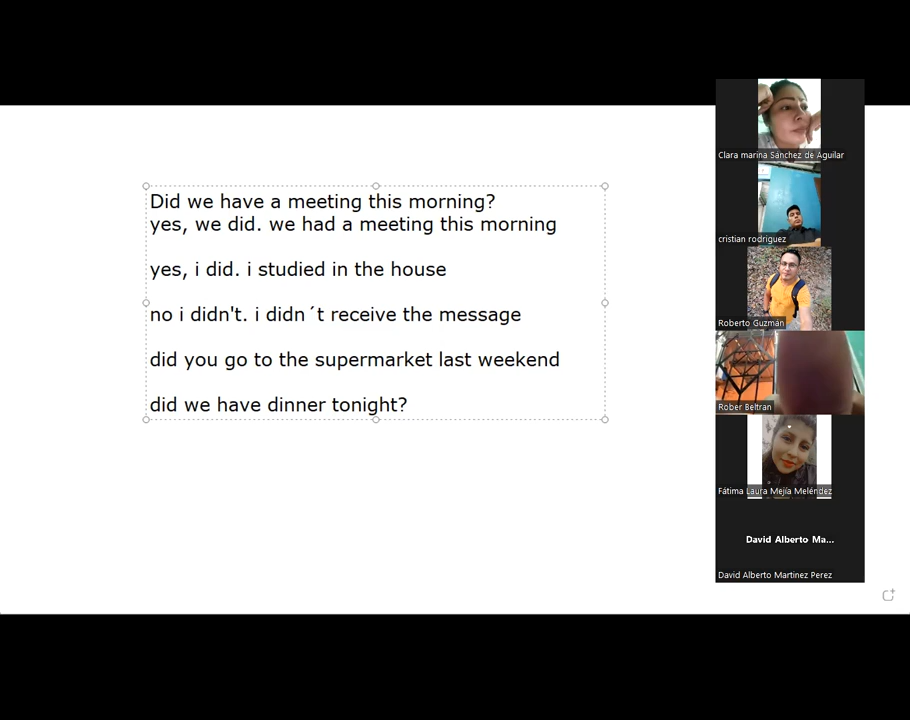 Did we have a meeting this morning?
yes, we did. we had a meeting this morning
yes, i did. i studied in the house
no i didn't. i didn´t receive the message
did you go to the supermarket last weekend
did we have dinner tonight?
Clara marina Sánchez de Aguilar
cristian rodriguez
Roberto Guzmán
Rober Beltran
Fátima Laura Mejía Meléndez
David Alberto Ma...
David Alberto Martinez Perez